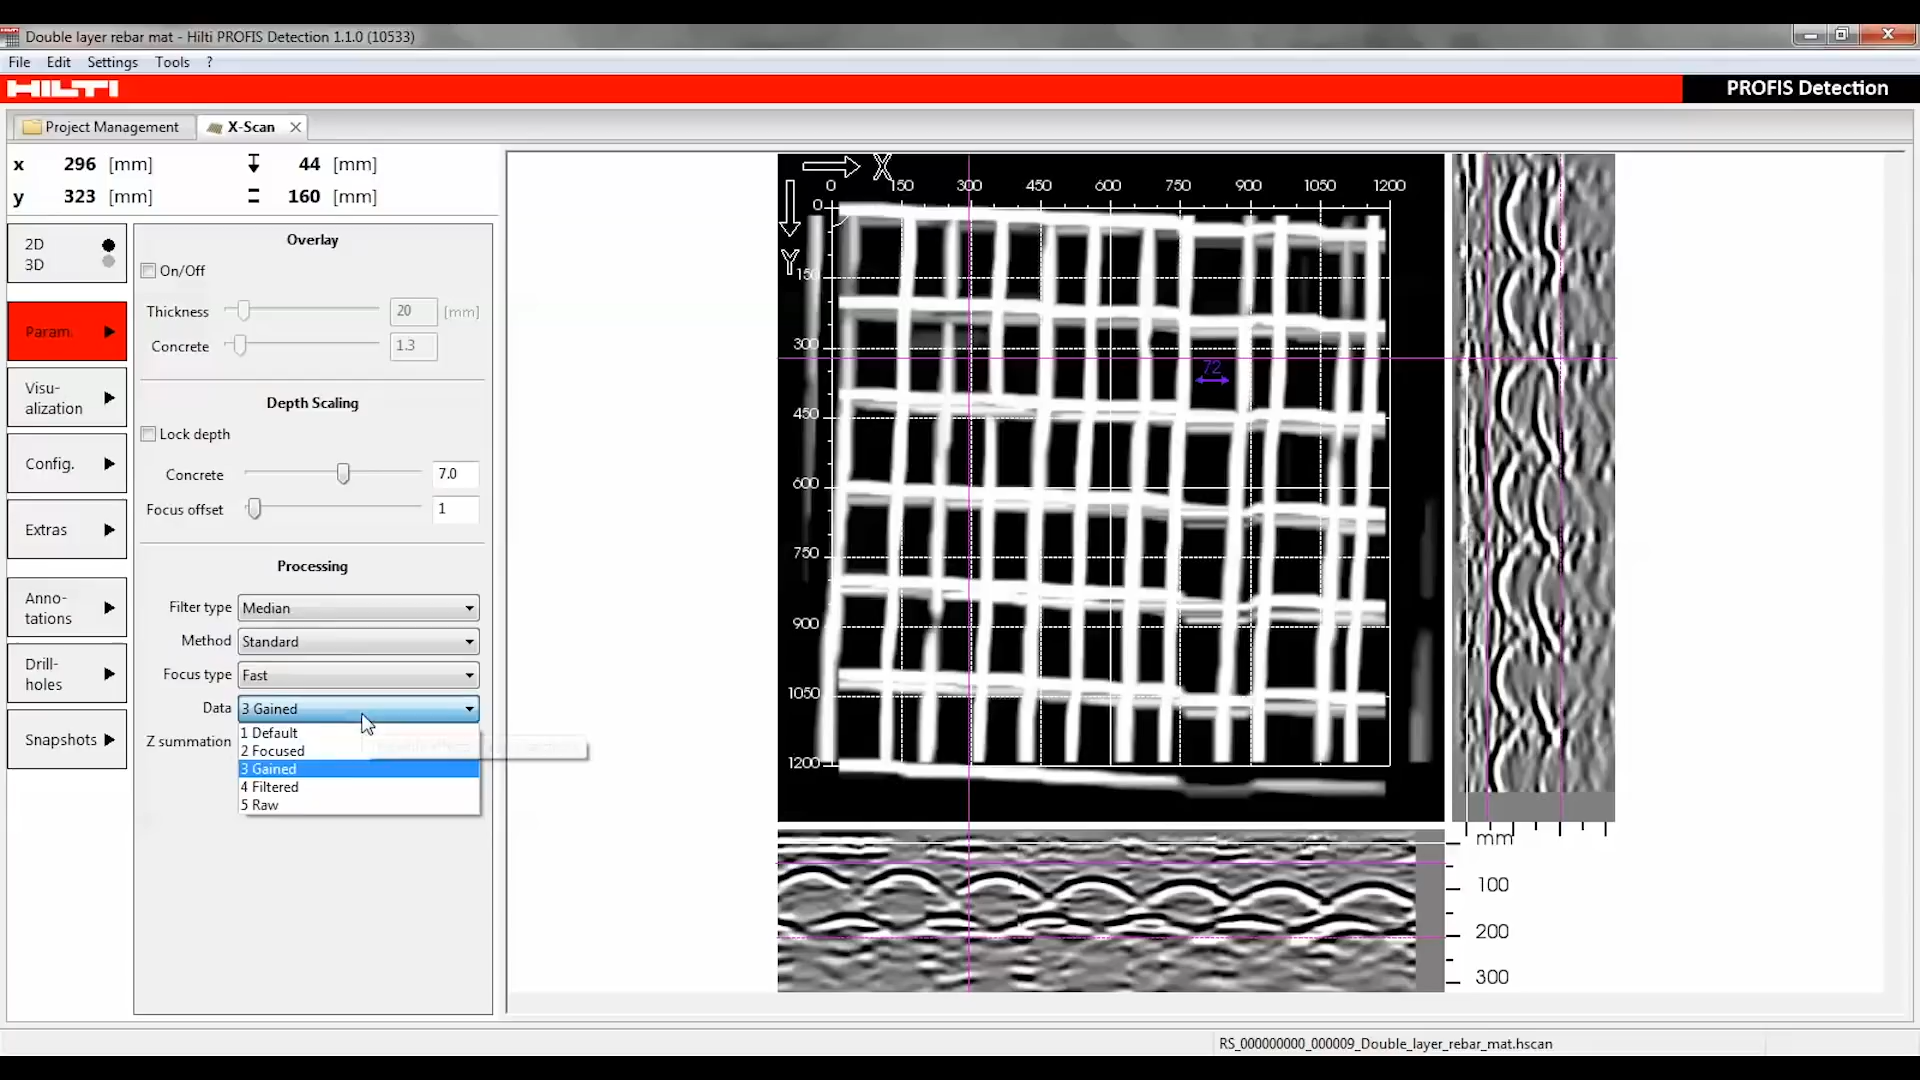 Double layer rebar mat - Hilti PROFIS Detection 1.1.0 (10533)
File Edit Settings Tools ?
HILTI PROFIS Detection
Project Management X-Scan
x 296 [mm] 44 [mm]
y 323 [mm] 160 [mm]
2D
3D
Param.
Visu-
alization
Config.
Extras
Anno-
tations
Drill-
holes
Snapshots
Overlay
On/Off
Thickness 20 [mm]
Concrete 1.3
Depth Scaling
Lock depth
Concrete 7.0
Focus offset 1
Processing
Filter type Median
Method Standard
Focus type Fast
Data 3 Gained
Z summation
1 Default
2 Focused
3 Gained
4 Filtered
5 Raw
X
0 150 300 450 600 750 900 1050 1200
Y
0
150
300
450
600
750
900
1050
1200
72
mm
100
200
300
RS_000000000_000009_Double_layer_rebar_mat.hscan